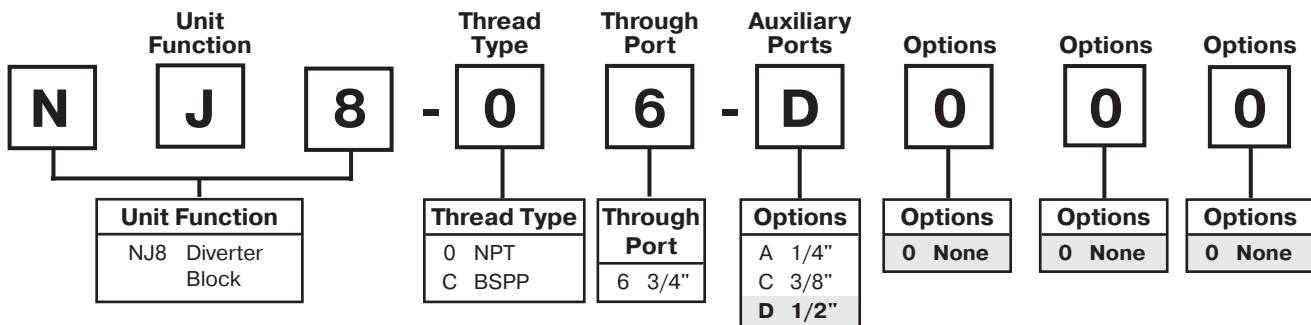 Unit Function
Thread Type
Through Port
Auxiliary Ports
Options
Options
Options
N J 8 - 0 6 - D 0 0 0
Unit Function
NJ8 Diverter Block
Thread Type
0 NPT
C BSPP
Through Port
6 3/4"
Options
A 1/4"
C 3/8"
D 1/2"
Options
0 None
Options
0 None
Options
0 None